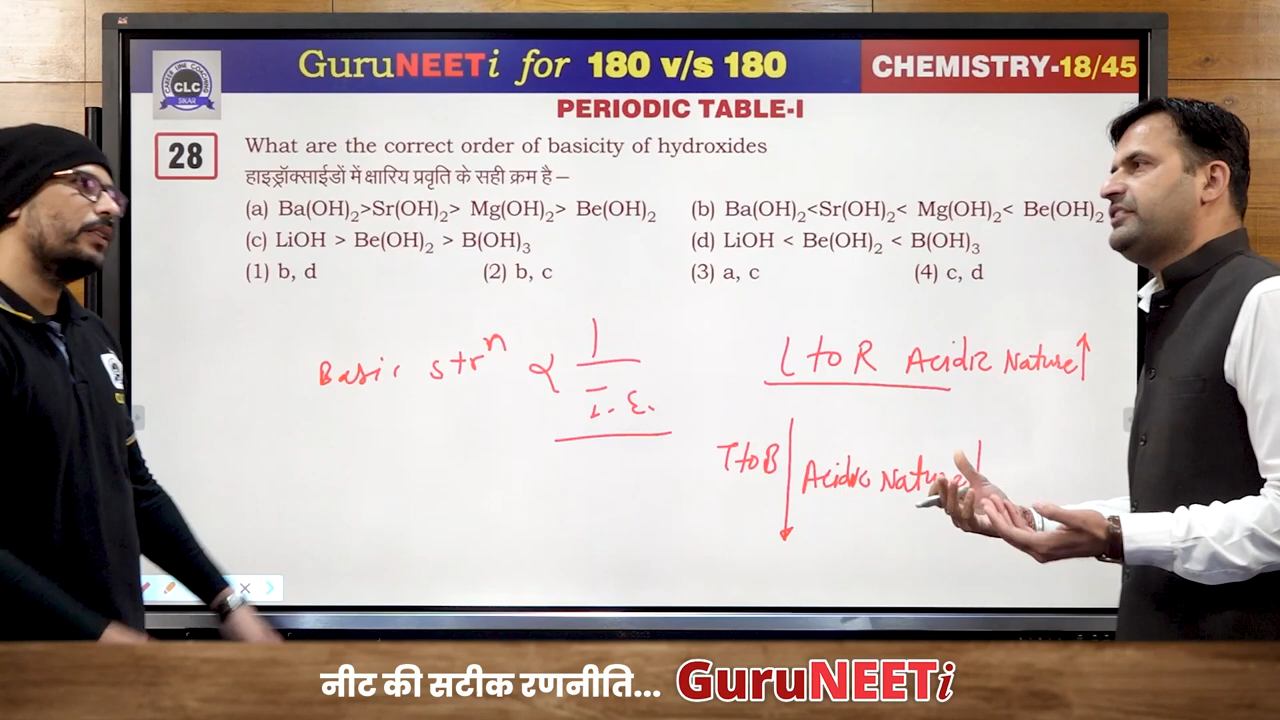 GuruNEETi for 180 v/s 180
CHEMISTRY-18/45
CAREER LINE COACHING
CLC
SIKAR
PERIODIC TABLE-I
28
What are the correct order of basicity of hydroxides
हाइड्रॉक्साईडों में क्षारिय प्रवृति के सही क्रम है –
(a) Ba(OH)₂>Sr(OH)₂> Mg(OH)₂> Be(OH)₂ (b) Ba(OH)₂<Sr(OH)₂< Mg(OH)₂< Be(OH)₂
(c) LiOH > Be(OH)₂ > B(OH)₃ (d) LiOH < Be(OH)₂ < B(OH)₃
(1) b, d (2) b, c (3) a, c (4) c, d
Basic strⁿ ∝ 1/I.E.
L to R Acidic Nature↑
T to B Acidic Nature
नीट की सटीक रणनीति... GuruNEETi